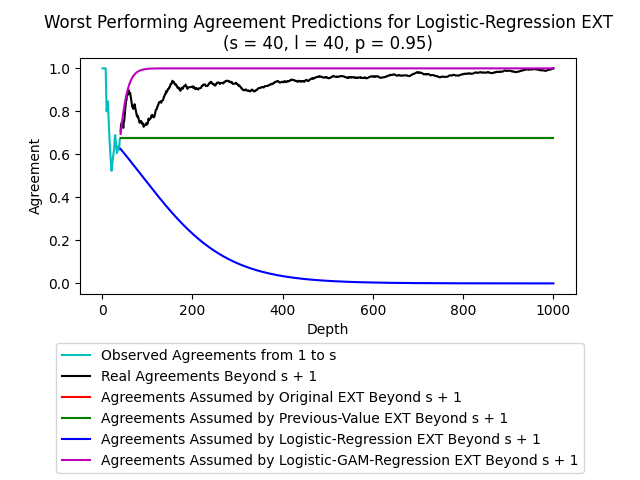 Worst Performing Agreement Predictions for Logistic-Regression EXT
(s = 40, l = 40, p = 0.95)
1.0
0.8
0.6
0.4
0.2
0.0
Agreement
0 200 400 600 800 1000
Depth
Observed Agreements from 1 to s
Real Agreements Beyond s + 1
Agreements Assumed by Original EXT Beyond s + 1
Agreements Assumed by Previous-Value EXT Beyond s + 1
Agreements Assumed by Logistic-Regression EXT Beyond s + 1
Agreements Assumed by Logistic-GAM-Regression EXT Beyond s + 1